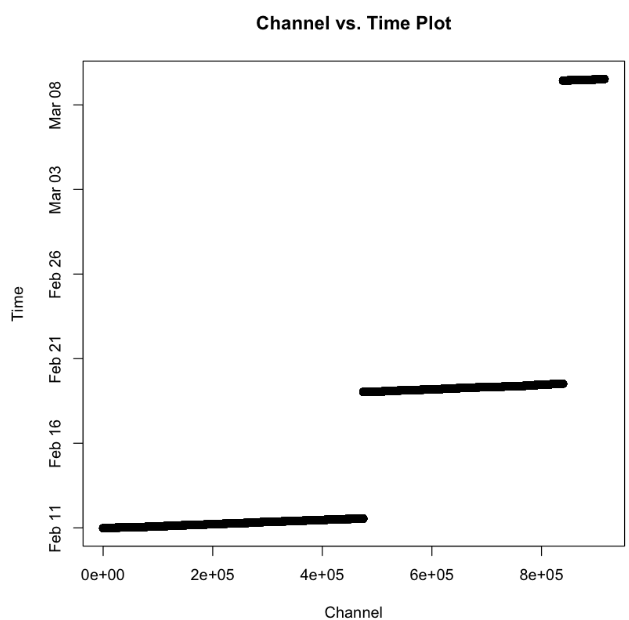 Channel vs. Time Plot
Mar 08
Mar 03
Feb 26
Feb 21
Feb 16
Feb 11
Time
0e+00 2e+05 4e+05 6e+05 8e+05
Channel